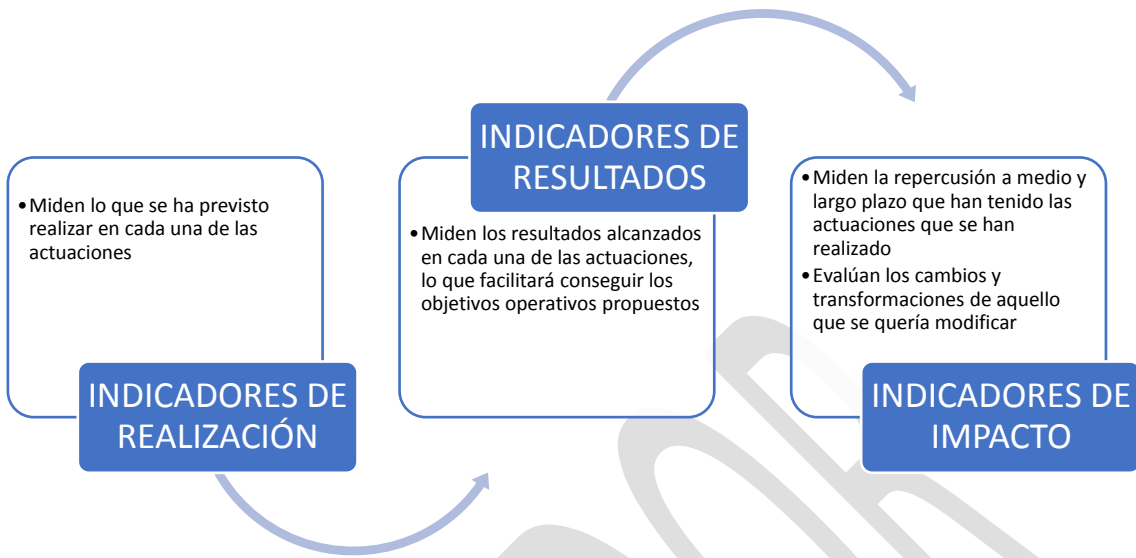 •Miden lo que se ha previsto
realizar en cada una de las
actuaciones
INDICADORES DE
REALIZACIÓN
INDICADORES DE
RESULTADOS
•Miden los resultados alcanzados
en cada una de las actuaciones,
lo que facilitará conseguir los
objetivos operativos propuestos
•Miden la repercusión a medio y
largo plazo que han tenido las
actuaciones que se han
realizado
•Evalúan los cambios y
transformaciones de aquello
que se quería modificar
INDICADORES DE
IMPACTO